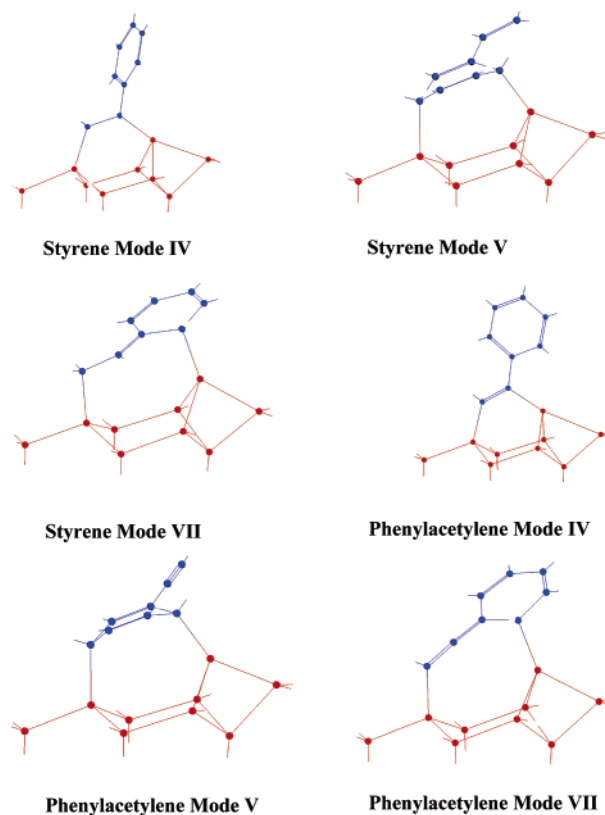 Styrene Mode IV
Styrene Mode V
Styrene Mode VII
Phenylacetylene Mode IV
Phenylacetylene Mode V
Phenylacetylene Mode VII